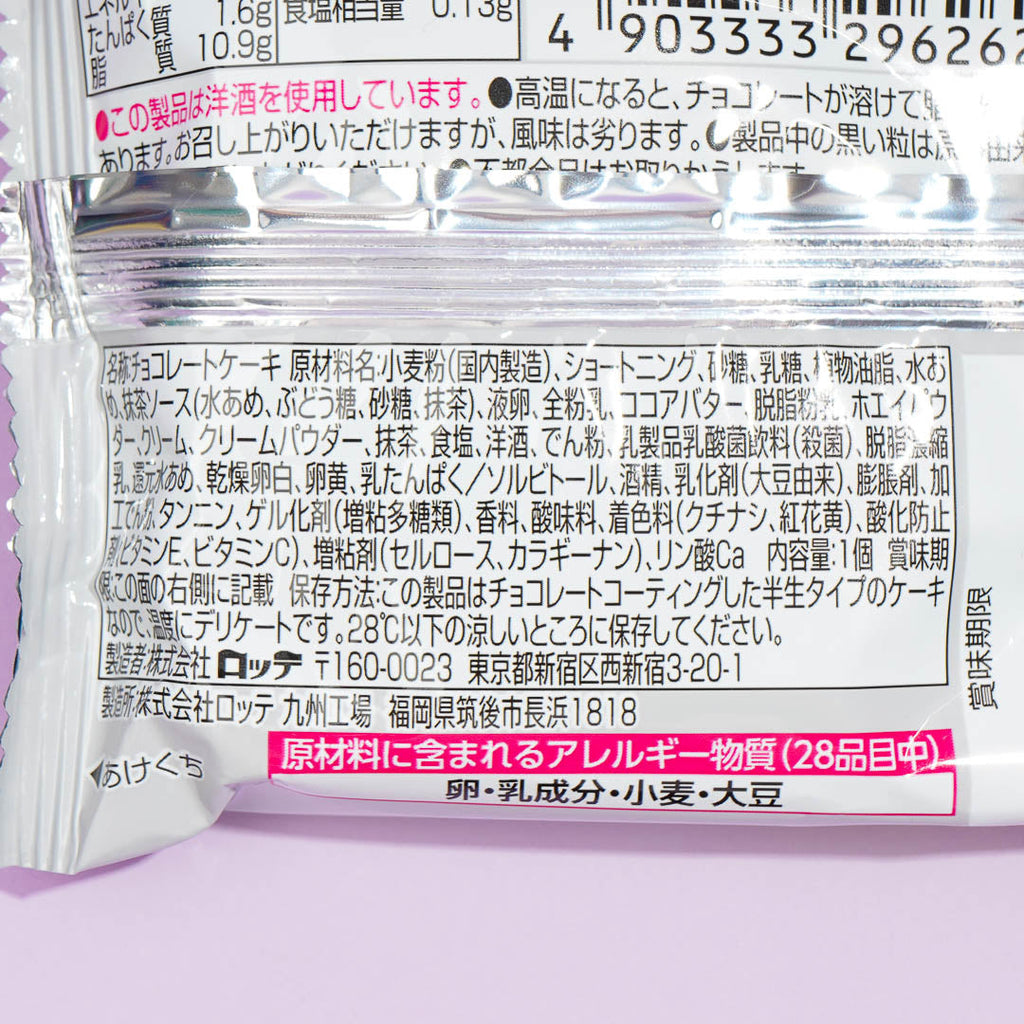 たんぱく質 1.6g 食塩相当量 0.13g
脂質 10.9g
4 903333 296262
●この製品は洋酒を使用しています。●高温になると、チョコレートが溶けて
あります。お召し上がりいただけますが、風味は劣ります。●製品中の黒い粒は
名称:チョコレートケーキ 原材料名:小麦粉(国内製造)、ショートニング、砂糖、乳糖、植物油脂、水あ
め、抹茶ソース(水あめ、ぶどう糖、砂糖、抹茶)、液卵、全粉乳、ココアバター、脱脂粉乳、ホエイパウ
ダー、クリーム、クリームパウダー、抹茶、食塩、洋酒、でん粉、乳製品乳酸菌飲料(殺菌)、脱脂濃縮
乳、還元水あめ、乾燥卵白、卵黄、乳たんぱく／ソルビトール、酒精、乳化剤(大豆由来)、膨脹剤、加
工でん粉、タンニン、ゲル化剤(増粘多糖類)、香料、酸味料、着色料(クチナシ、紅花黄)、酸化防止
剤(ビタミンE、ビタミンC)、増粘剤(セルロース、カラギーナン)、リン酸Ca 内容量:1個 賞味期
限:この面の右側に記載 保存方法:この製品はチョコレートコーティングした半生タイプのケーキ
なので、温度にデリケートです。28℃以下の涼しいところに保存してください。
製造者:株式会社 ロッテ 〒160-0023 東京都新宿区西新宿3-20-1
製造所:株式会社ロッテ 九州工場 福岡県筑後市長浜1818
賞味期限
◀あけくち
原材料に含まれるアレルギー物質(28品目中)
卵・乳成分・小麦・大豆